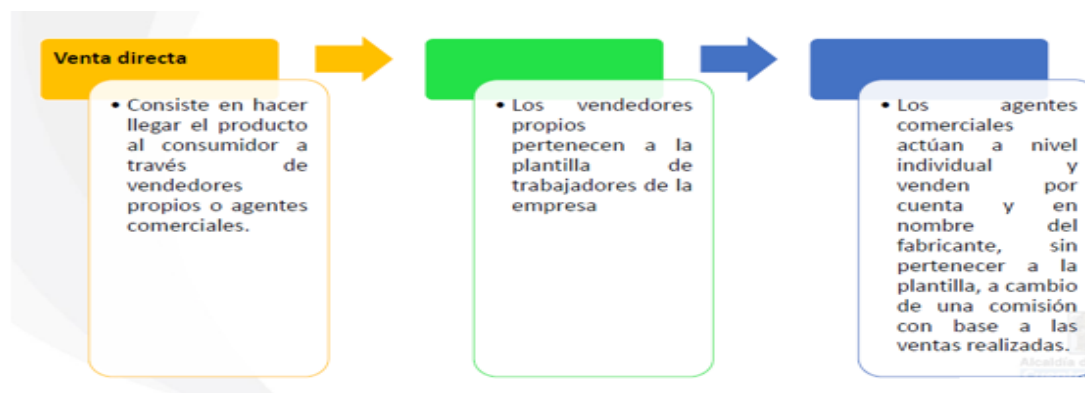 Venta directa
• Consiste en hacer
llegar el producto
al consumidor a
través de
vendedores
propios o agentes
comerciales.
• Los vendedores
propios
pertenecen a la
plantilla de
trabajadores de la
empresa
• Los agentes
comerciales
actúan a nivel
individual y
venden por
cuenta y en
nombre del
fabricante, sin
pertenecer a la
plantilla, a cambio
de una comisión
con base a las
ventas realizadas.
Alcaldía